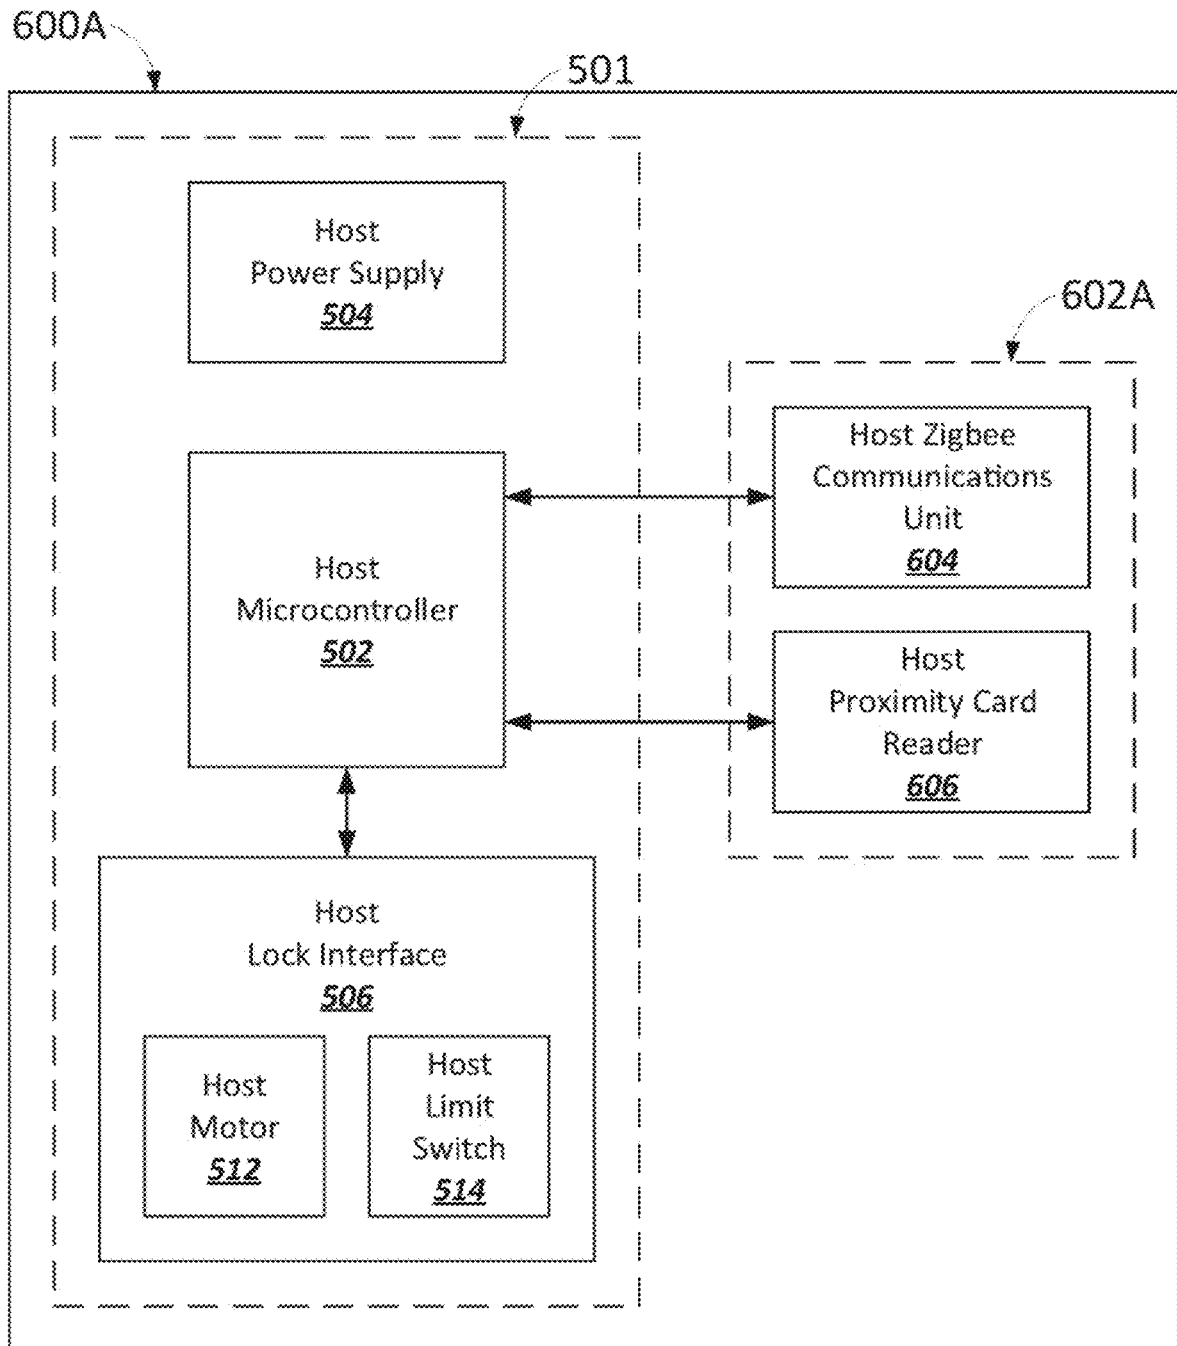 600A
501
Host
Power Supply
504
602A
Host Zigbee
Communications
Unit
604
Host
Microcontroller
502
Host
Proximity Card
Reader
606
Host
Lock Interface
506
Host
Motor
512
Host
Limit
Switch
514